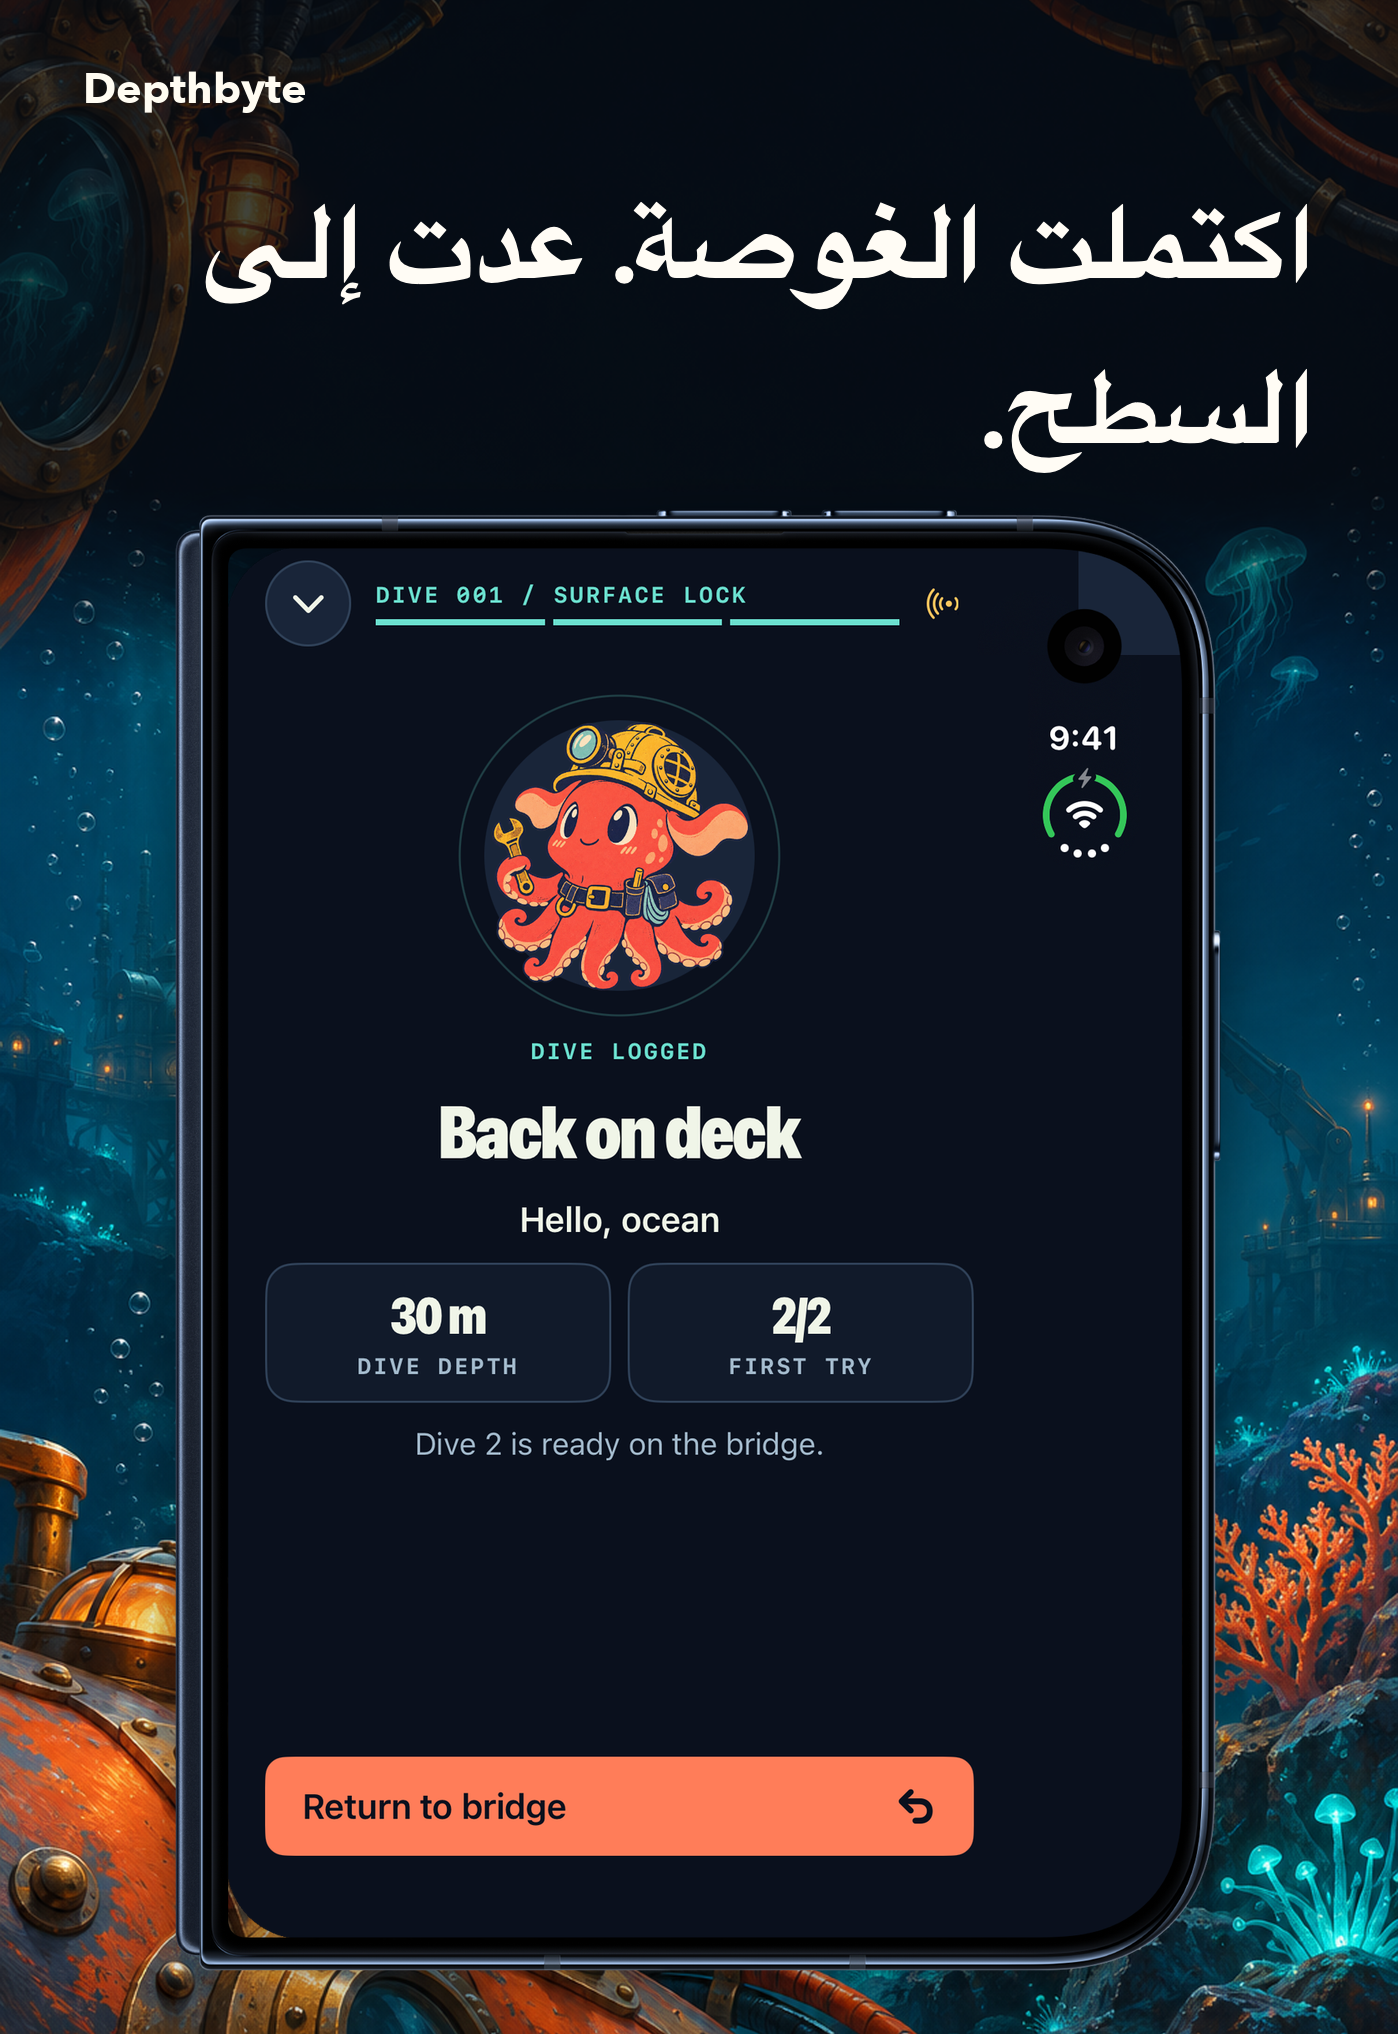 Depthbyte
اكتملت الغوصة. عدت إلى
السطح.
DIVE 001 / SURFACE LOCK
9:41
DIVE LOGGED
Back on deck
Hello, ocean
30 m
DIVE DEPTH
2/2
FIRST TRY
Dive 2 is ready on the bridge.
Return to bridge